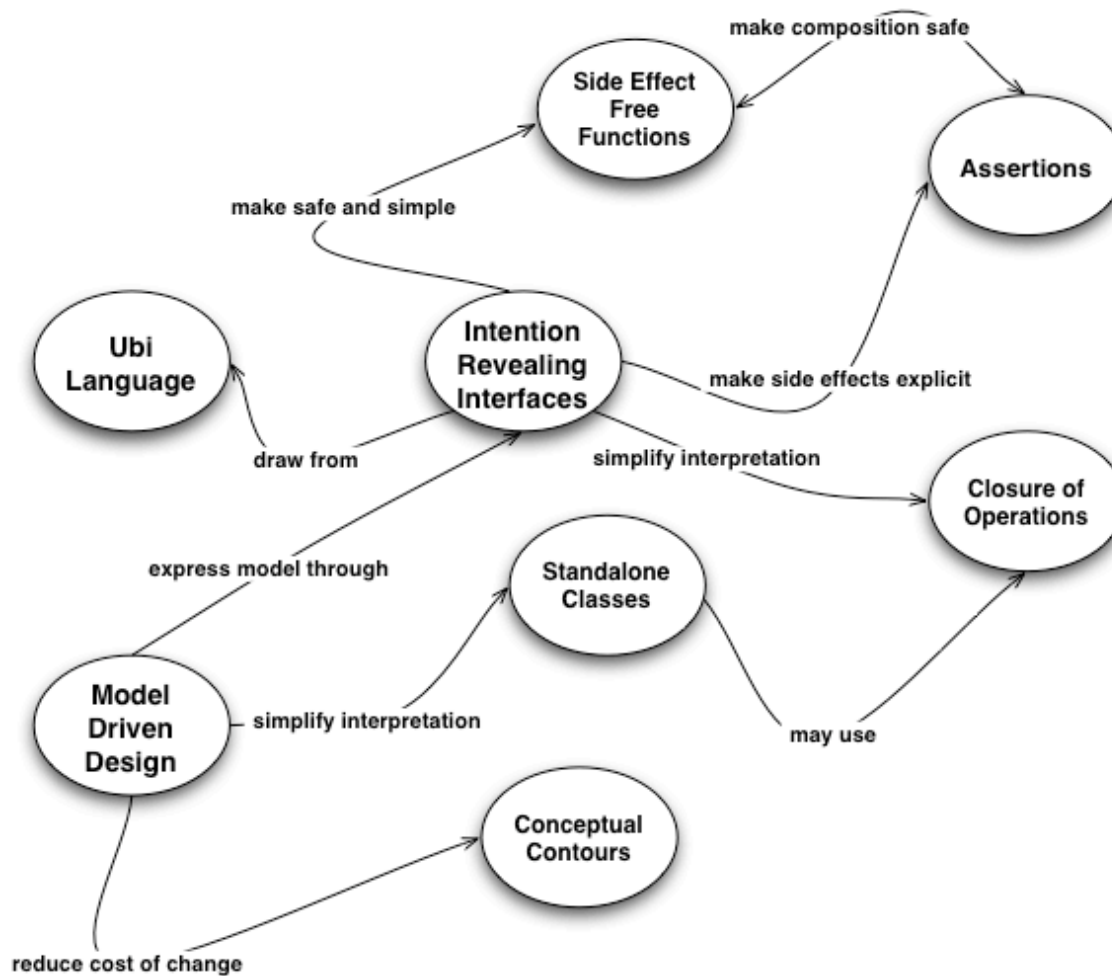 make composition safe
Side Effect
Free
Functions
Assertions
make safe and simple
Ubi
Language
Intention
Revealing
Interfaces
make side effects explicit
draw from
simplify interpretation
Closure of
Operations
express model through
Standalone
Classes
Model
Driven
Design
simplify interpretation
may use
Conceptual
Contours
reduce cost of change